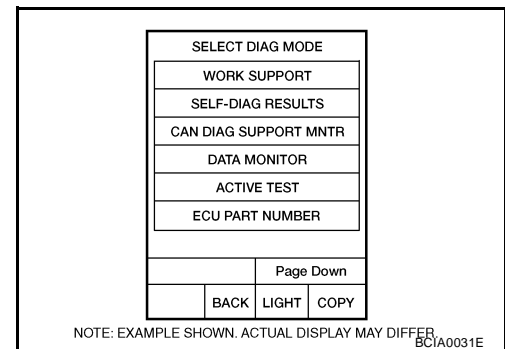 SELECT DIAG MODE
WORK SUPPORT
SELF-DIAG RESULTS
CAN DIAG SUPPORT MNTR
DATA MONITOR
ACTIVE TEST
ECU PART NUMBER
Page Down
BACK LIGHT COPY
NOTE: EXAMPLE SHOWN. ACTUAL DISPLAY MAY DIFFER.
BCIA0031E